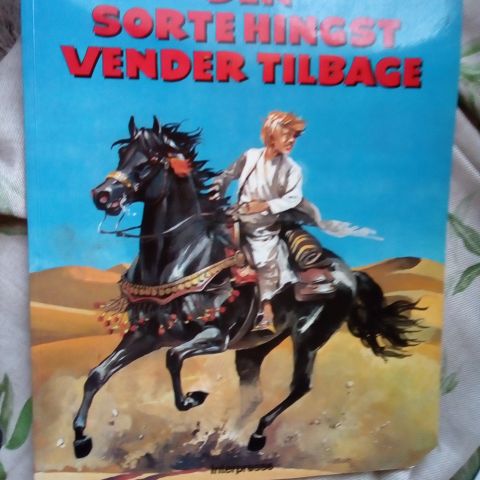 DEN
SORTE HINGST
VENDER TILBAGE
interpresse